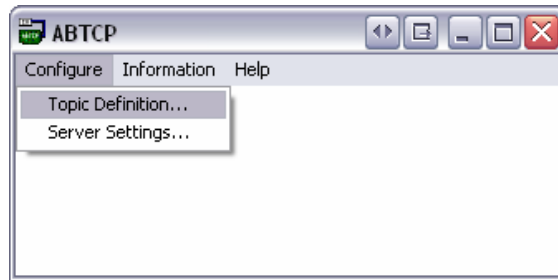 ABTCP
Configure Information Help
Topic Definition...
Server Settings...